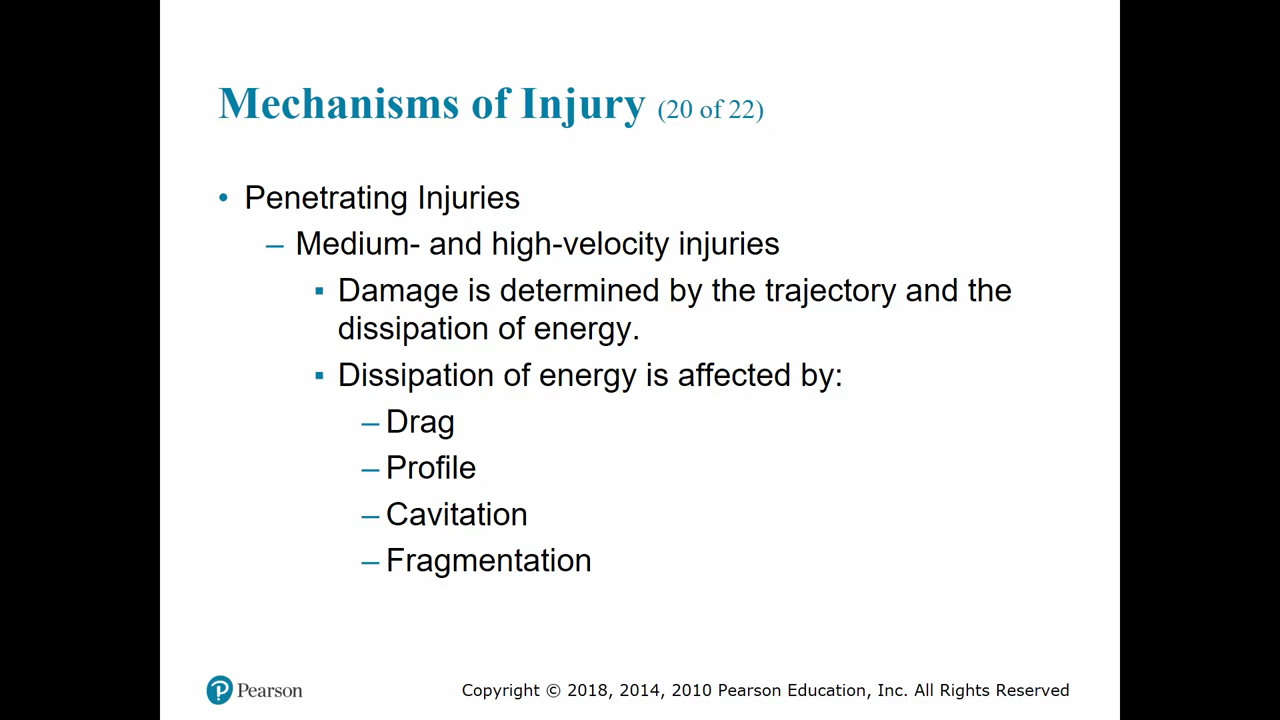 Mechanisms of Injury (20 of 22)
• Penetrating Injuries
– Medium- and high-velocity injuries
▪ Damage is determined by the trajectory and the
dissipation of energy.
▪ Dissipation of energy is affected by:
– Drag
– Profile
– Cavitation
– Fragmentation
P Pearson
Copyright © 2018, 2014, 2010 Pearson Education, Inc. All Rights Reserved